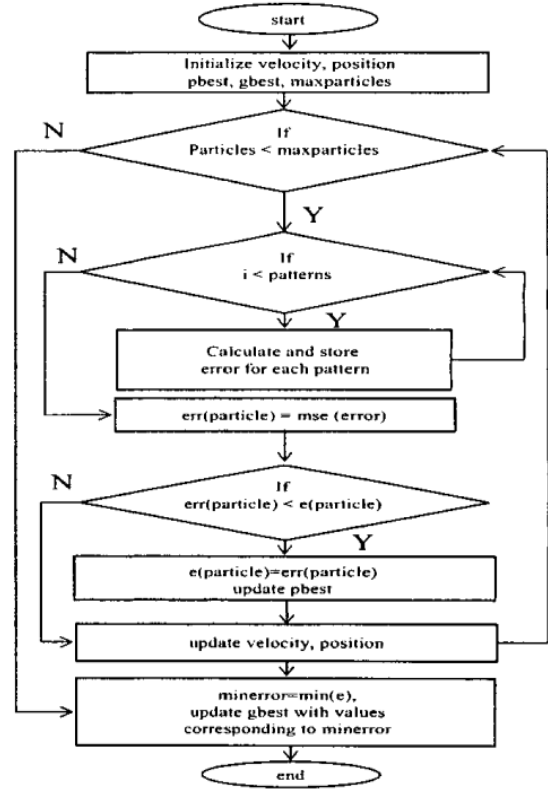 start
Initialize velocity, position
pbest, gbest, maxparticles
N
If
Particles < maxparticles
Y
N
If
i < patterns
Y
Calculate and store
error for each pattern
err(particle) = mse (error)
N
If
err(particle) < e(particle)
Y
e(particle)=err(particle)
update pbest
update velocity, position
minerror=min(e),
update gbest with values
corresponding to minerror
end